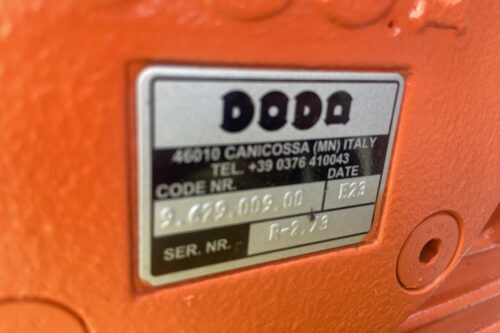 DODA
46010 CANICOSSA (MN) ITALY
TEL. +39 0376 410043
CODE NR. DATE
9.629.009.00 E23
SER. NR.